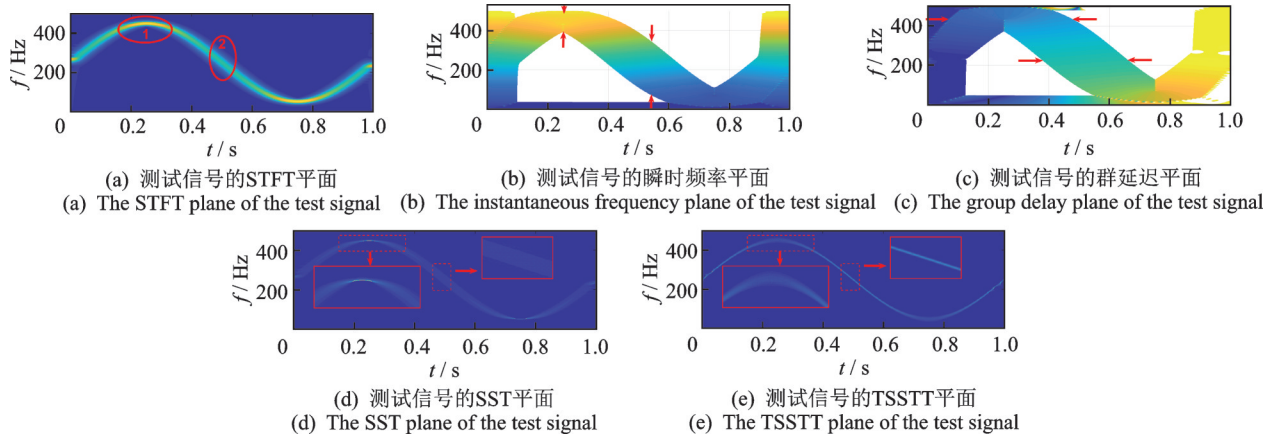 f / Hz
400
200
1
2
0 0.2 0.4 0.6 0.8 1.0
t / s
(a) 测试信号的STFT平面
(a) The STFT plane of the test signal
f / Hz
400
200
0 0.2 0.4 0.6 0.8 1.0
t / s
(b) 测试信号的瞬时频率平面
(b) The instantaneous frequency plane of the test signal
f / Hz
400
200
0 0.2 0.4 0.6 0.8 1.0
t / s
(c) 测试信号的群延迟平面
(c) The group delay plane of the test signal
f / Hz
400
200
0 0.2 0.4 0.6 0.8 1.0
t / s
(d) 测试信号的SST平面
(d) The SST plane of the test signal
f / Hz
400
200
0 0.2 0.4 0.6 0.8 1.0
t / s
(e) 测试信号的TSSTT平面
(e) The TSSTT plane of the test signal